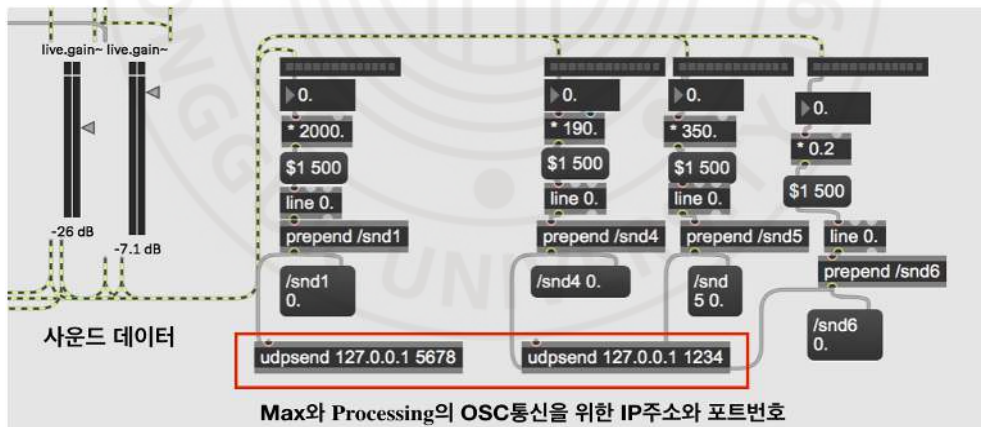 live.gain~ live.gain~
0. 0. 0. 0.
* 2000. * 190. * 350. * 0.2
$1 500 $1 500 $1 500 $1 500
line 0. line 0. line 0. line 0.
-26 dB
-7.1 dB
prepend /snd1 prepend /snd4 prepend /snd5
prepend /snd6
/snd1
0.
/snd4 0.
/snd
5 0.
/snd6
0.
사운드 데이터
udpsend 127.0.0.1 5678 udpsend 127.0.0.1 1234
Max와 Processing의 OSC통신을 위한 IP주소와 포트번호